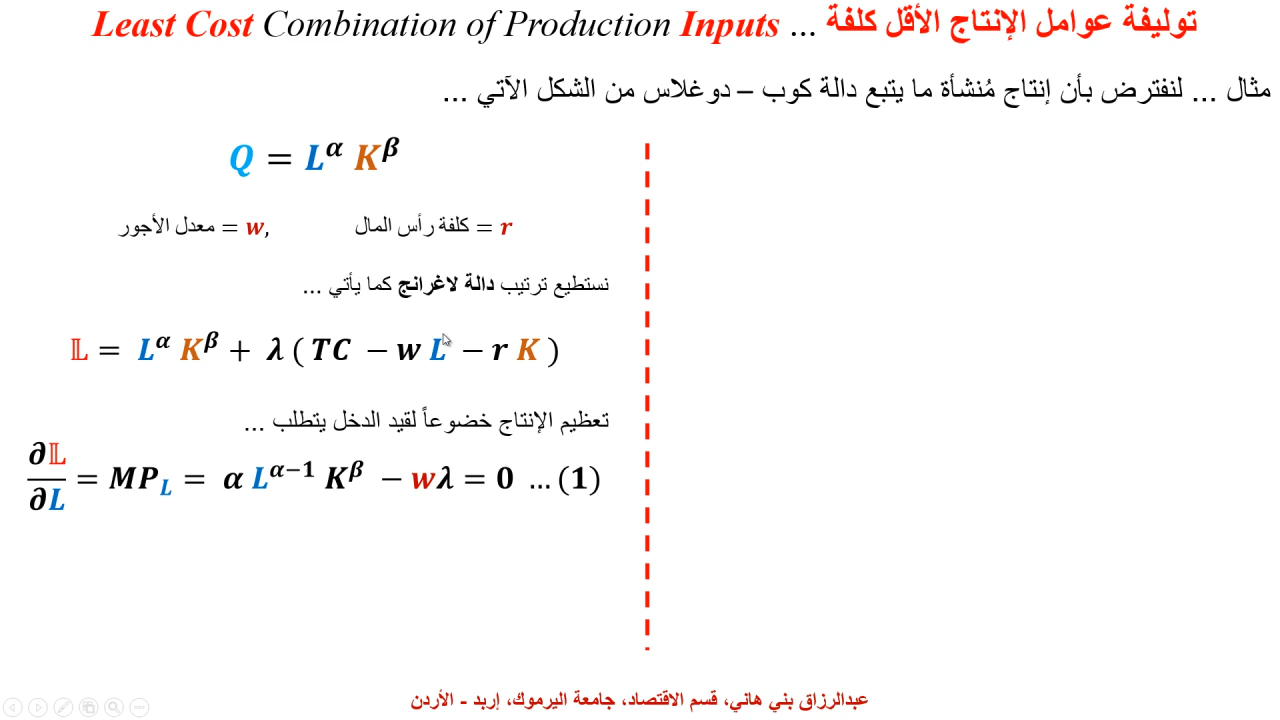 Least Cost Combination of Production Inputs ... توليفة عوامل الإنتاج الأقل كلفة
مثال ... لنفترض بأن إنتاج مُنشأة ما يتبع دالة كوب – دوغلاس من الشكل الآتي ...
Q = L^α K^β
معدل الأجور = w, كلفة رأس المال = r
نستطيع ترتيب دالة لاغرانج كما يأتي ...
𝕃 = L^α K^β + λ ( TC − w L − r K )
تعظيم الإنتاج خضوعاً لقيد الدخل يتطلب ...
∂𝕃/∂L = MP_L = α L^(α−1) K^β − wλ = 0 ... (1)
عبدالرزاق بني هاني، قسم الاقتصاد، جامعة اليرموك، إربد - الأردن